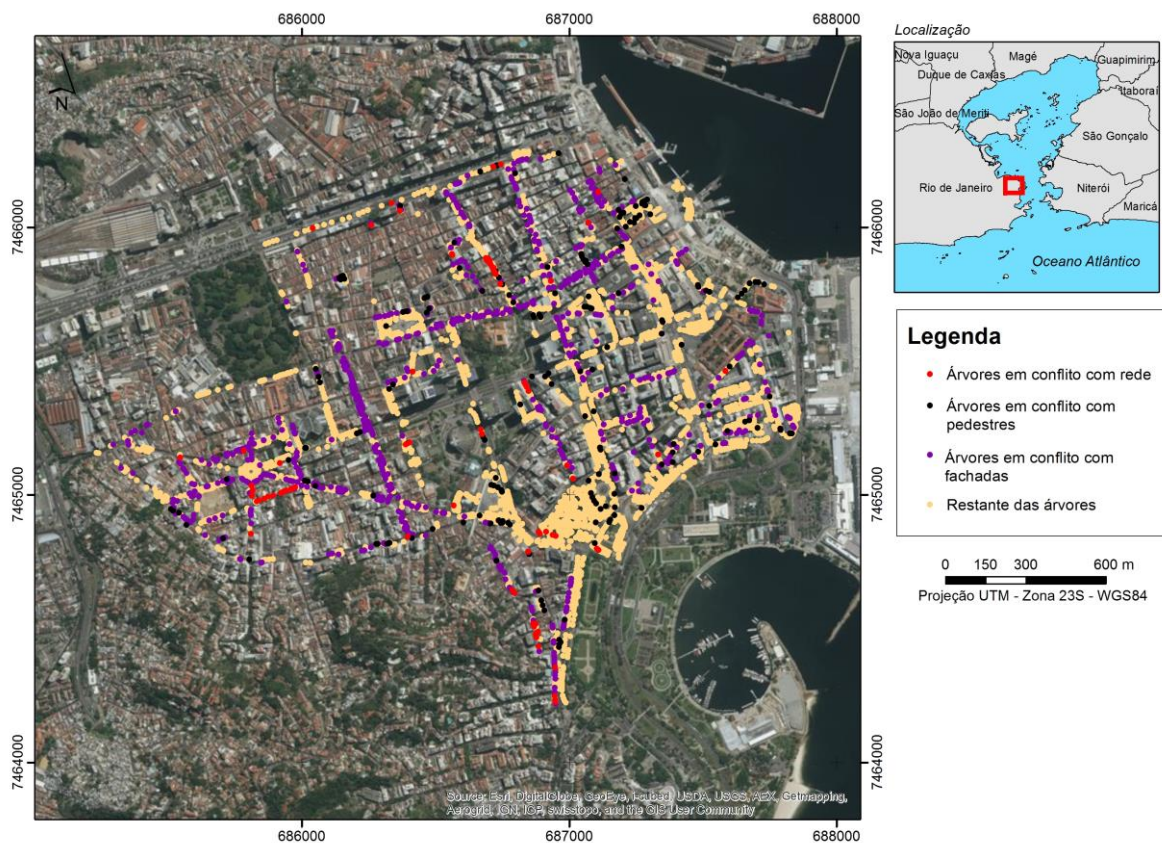 686000
687000
688000
N
7466000
7465000
7464000
7466000
7465000
7464000
Source: Esri, DigitalGlobe, GeoEye, i-cubed, USDA, USGS, AEX, Getmapping,
Aerogrid, IGN, IGP, swisstopo, and the GIS User Community
686000
687000
688000
Localização
Nova Iguaçu
Magé
Guapimirim
Duque de Caxias
Itaboraí
São João de Meriti
São Gonçalo
Rio de Janeiro
Niterói
Maricá
Oceano Atlântico
Legenda
Árvores em conflito com rede
Árvores em conflito com
pedestres
Árvores em conflito com
fachadas
Restante das árvores
0 150 300 600 m
Projeção UTM - Zona 23S - WGS84